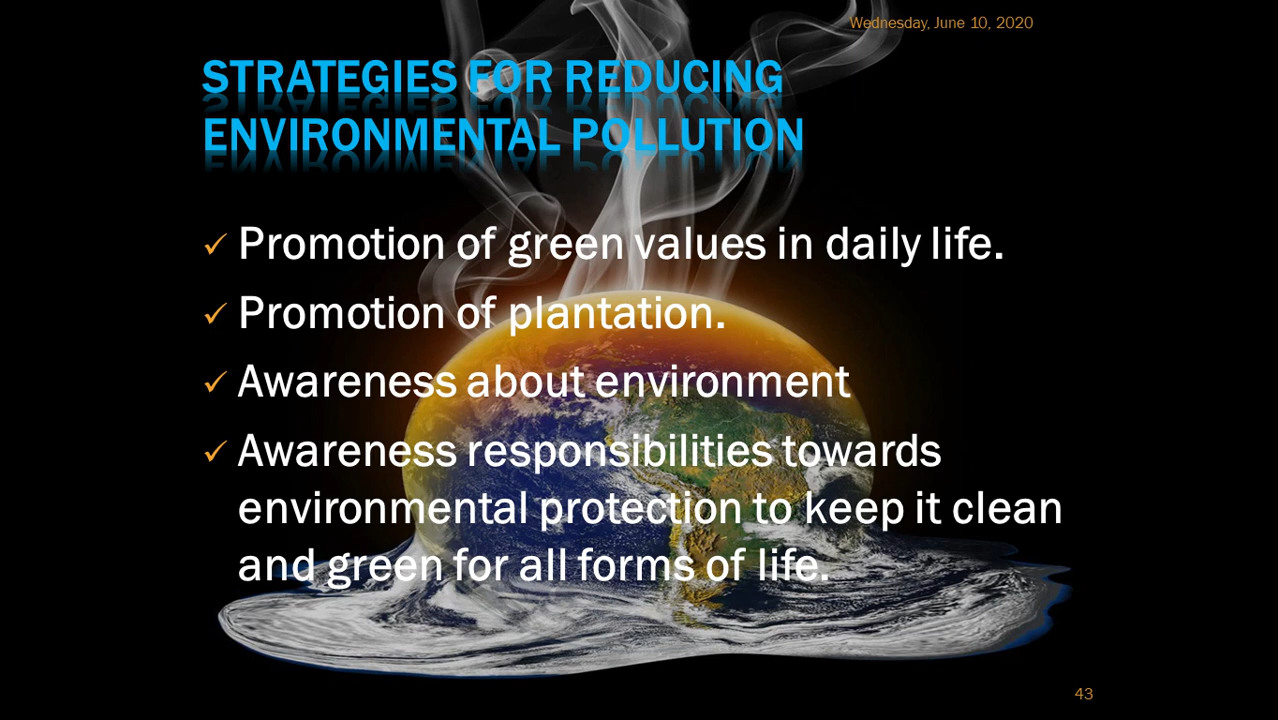 Wednesday, June 10, 2020
STRATEGIES FOR REDUCING
ENVIRONMENTAL POLLUTION
✓ Promotion of green values in daily life.
✓ Promotion of plantation.
✓ Awareness about environment
✓ Awareness responsibilities towards
environmental protection to keep it clean
and green for all forms of life.
43